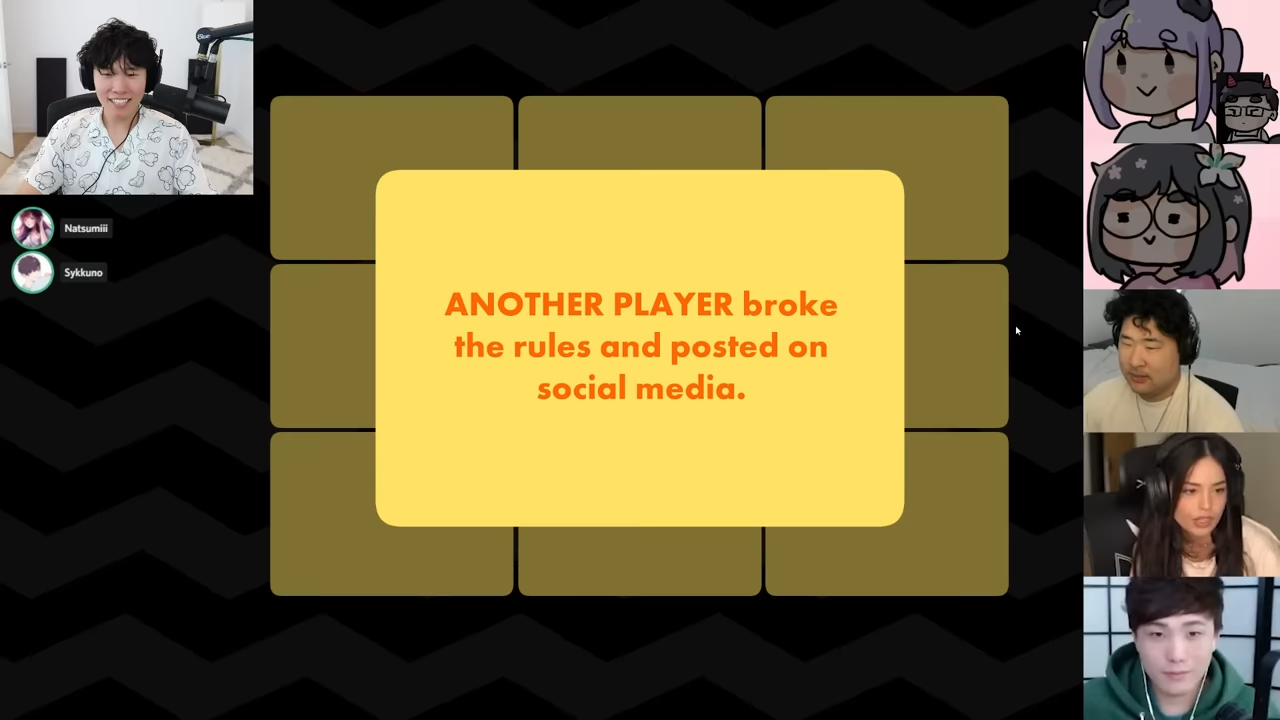 Natsumiii
Sykkuno
ANOTHER PLAYER broke
the rules and posted on
social media.